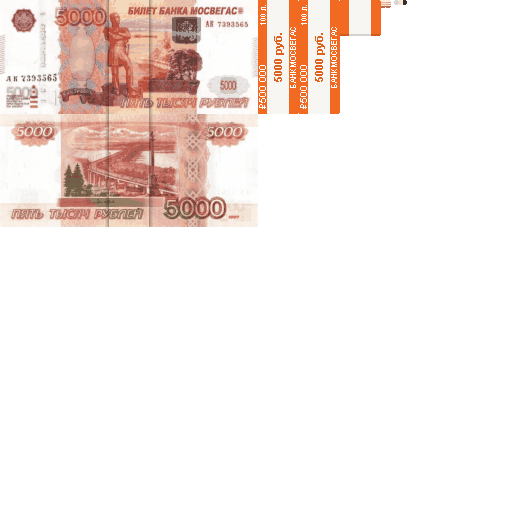 5000
БИЛЕТ БАНКА МОСВЕГАС
АК 7393565
АК 7393565
5000
5000
ПЯТЬ ТЫСЯЧ РУБЛЕЙ
5000
5000
ПЯТЬ ТЫСЯЧ РУБЛЕЙ
5000
₽500 000
100 л.
5000 руб.
БАНК МОСВЕГАС
₽500 000
100 л.
5000 руб.
БАНК МОСВЕГАС